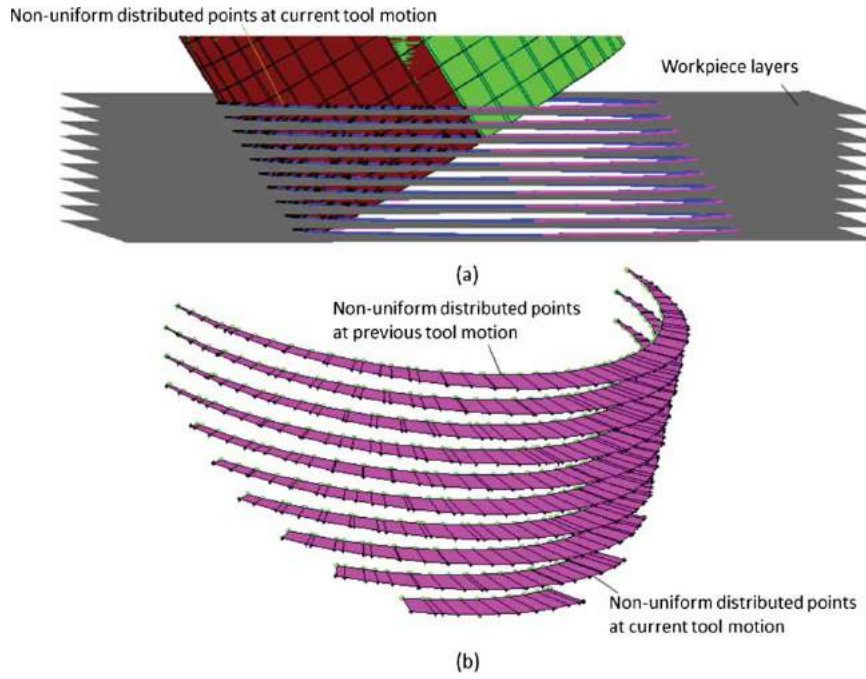 Non-uniform distributed points at current tool motion
Workpiece layers
(a)
Non-uniform distributed points
at previous tool motion
Non-uniform distributed points
at current tool motion
(b)